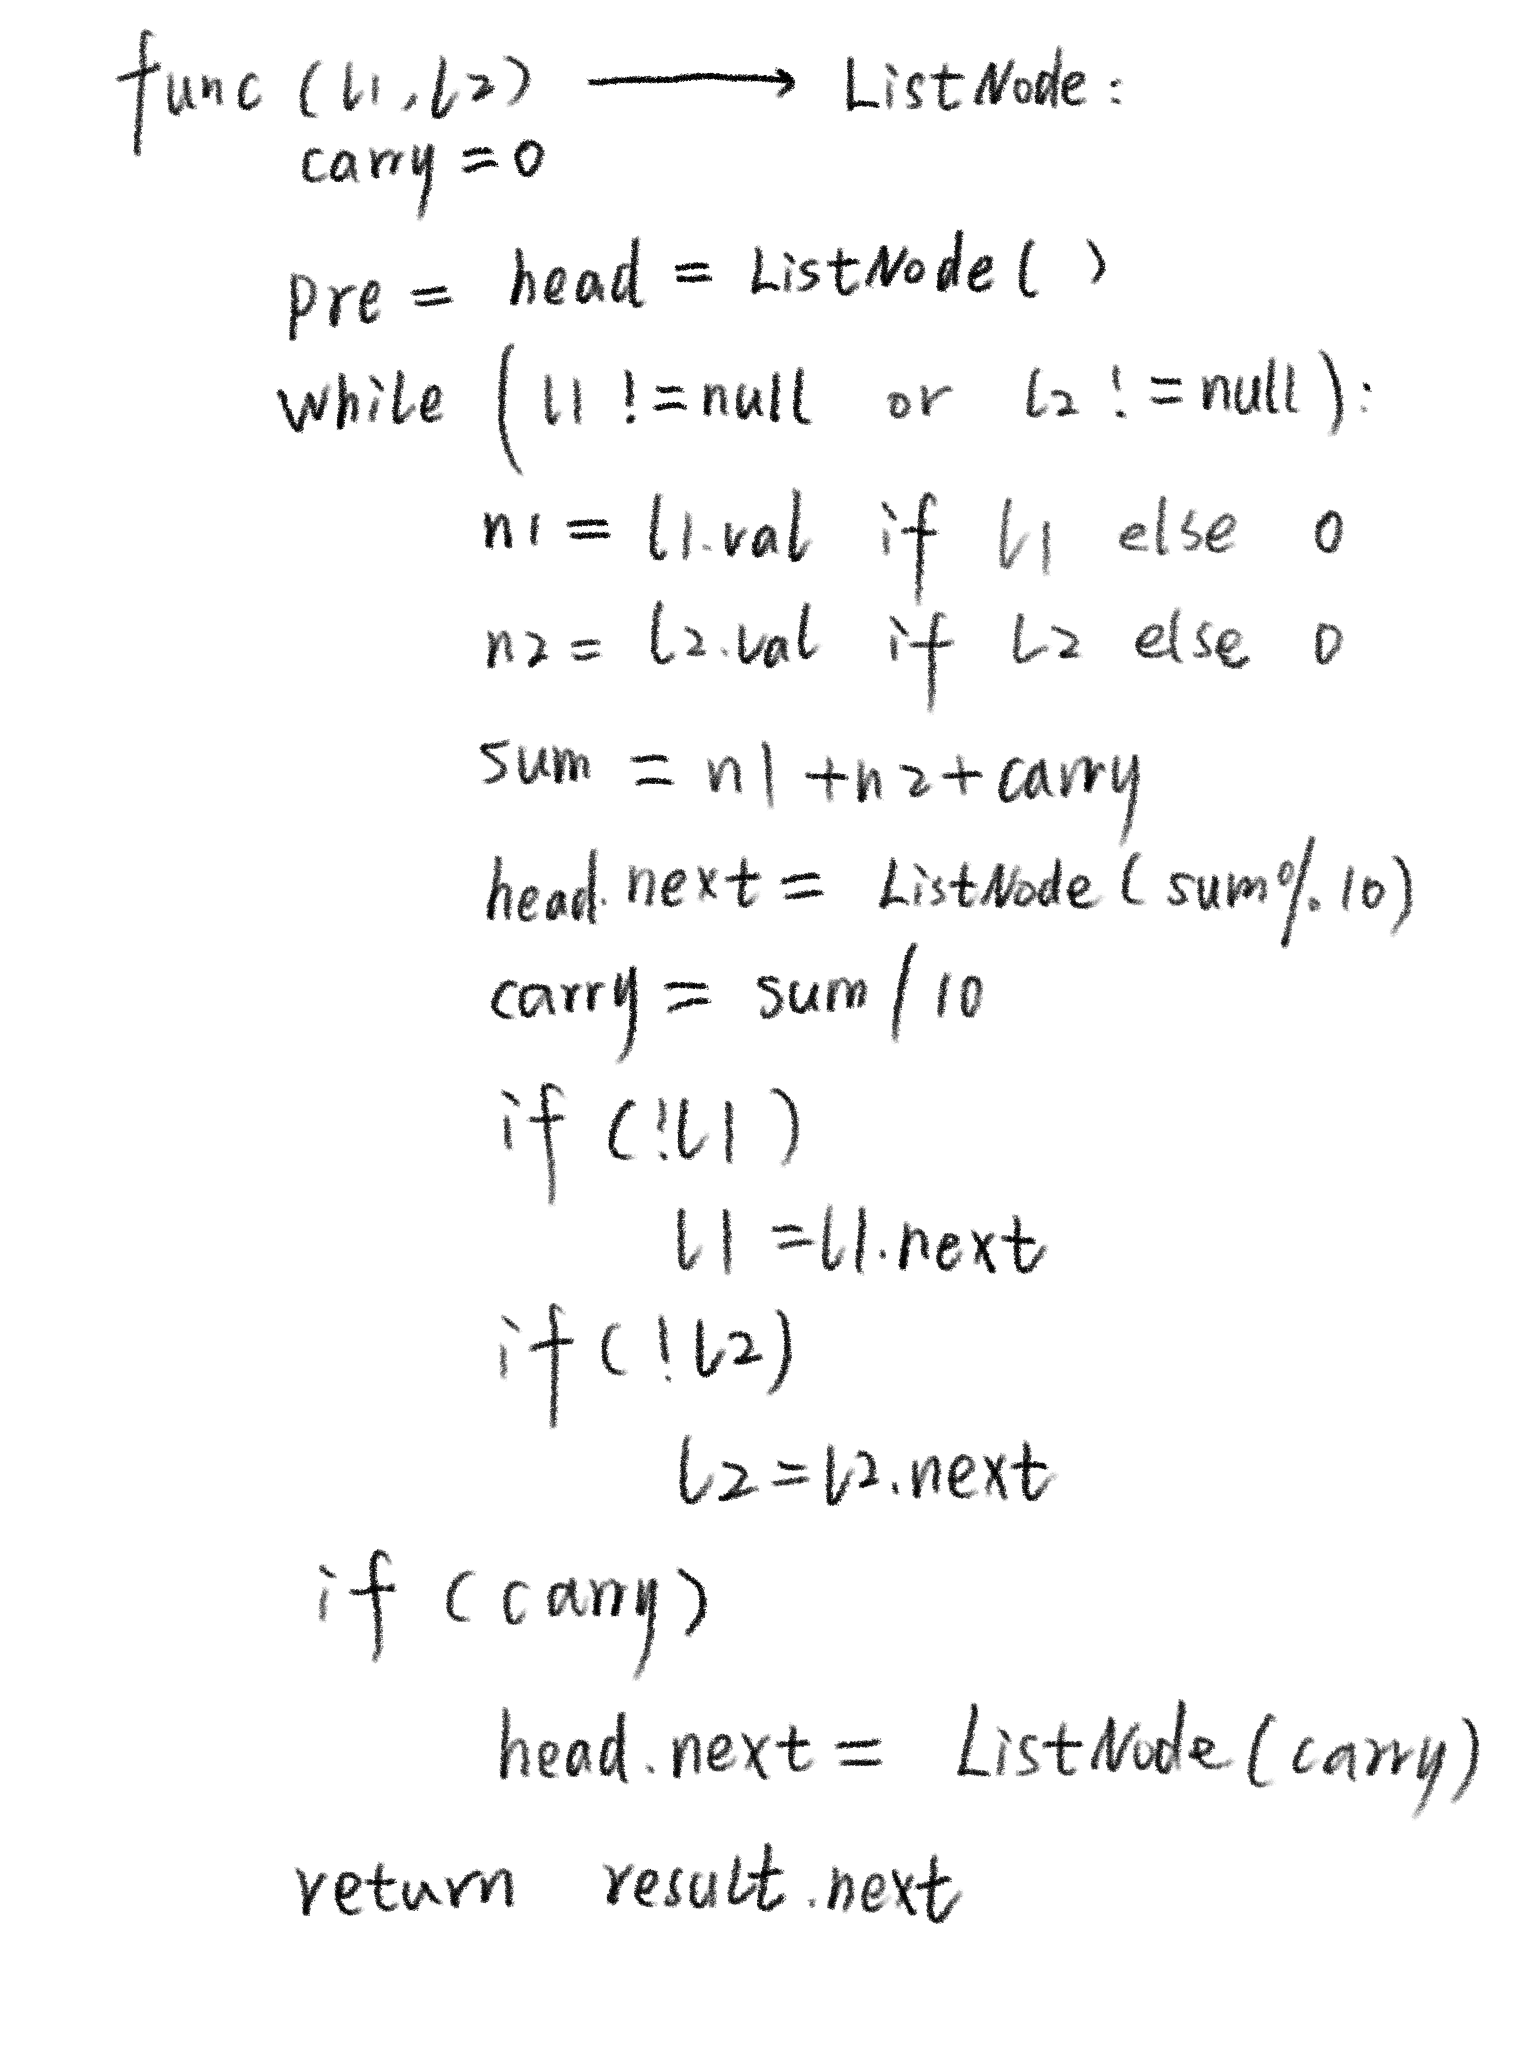 func (l1, l2) ⟶ ListNode:
carry = 0
pre = head = ListNode( )
while (l1 != null or l2 != null):
n1 = l1.val if l1 else 0
n2 = l2.val if l2 else 0
sum = n1 + n2 + carry
head.next = ListNode(sum%10)
carry = sum / 10
if (!l1)
l1 = l1.next
if (!l2)
l2 = l2.next
if (carry)
head.next = ListNode(carry)
return result.next